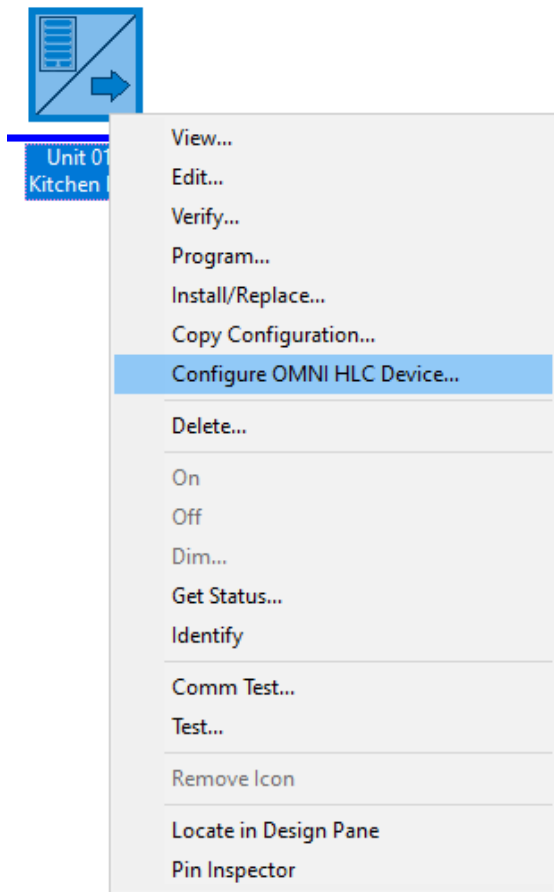 Unit 01
Kitchen
View...
Edit...
Verify...
Program...
Install/Replace...
Copy Configuration...
Configure OMNI HLC Device...
Delete...
On
Off
Dim...
Get Status...
Identify
Comm Test...
Test...
Remove Icon
Locate in Design Pane
Pin Inspector